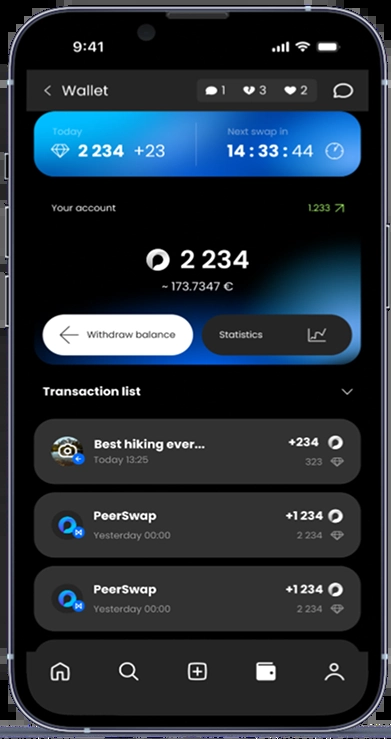 9:41
Wallet 1 3 2
Today Next swap in
2 234 +23 14 : 33 : 44
Your account 1.233
2 234
~ 173.7347 €
Withdraw balance Statistics
Transaction list
Best hiking ever... +234
Today 13:25 323
PeerSwap +1 234
Yesterday 00:00 2 234
PeerSwap +1 234
Yesterday 00:00 2 234